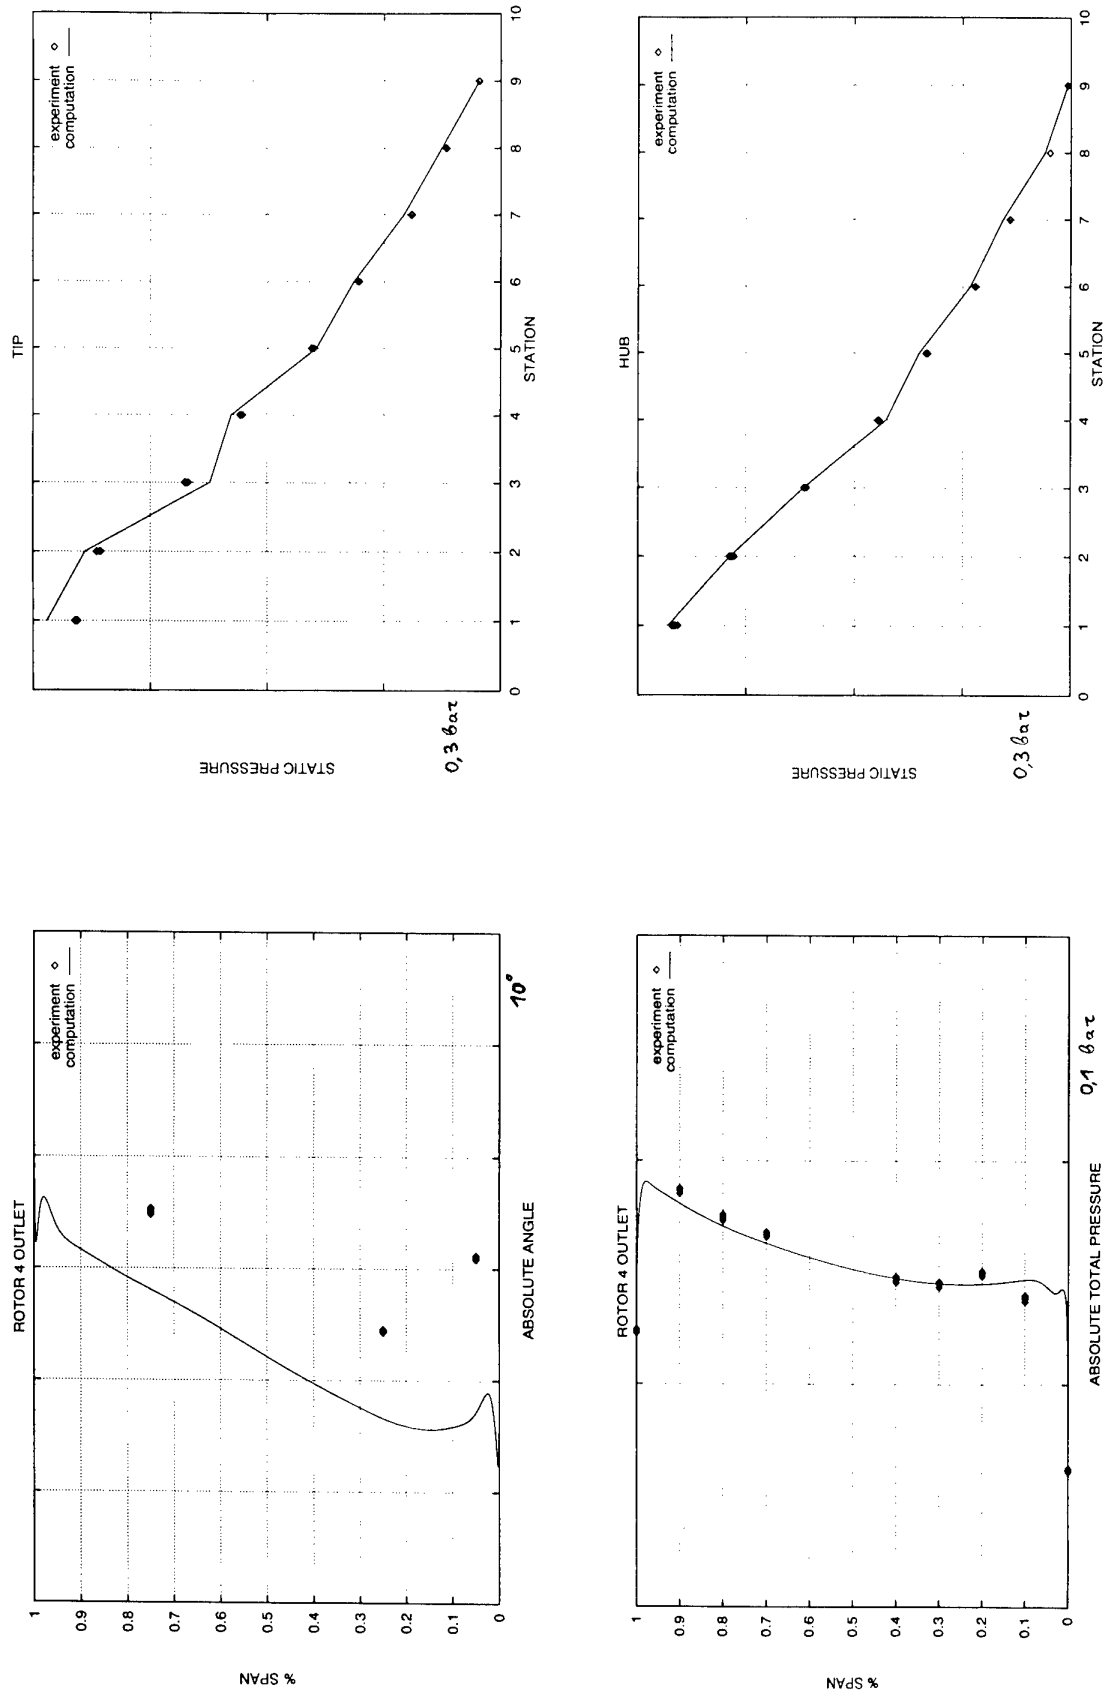 ROTOR 4 OUTLET
experiment
computation
1
0.9
0.8
0.7
0.6
0.5
0.4
0.3
0.2
0.1
0
% SPAN
ABSOLUTE ANGLE
10°
TIP
experiment
computation
STATIC PRESSURE
0,3 bar
0
1
2
3
4
5
6
7
8
9
10
STATION
ROTOR 4 OUTLET
experiment
computation
1
0.9
0.8
0.7
0.6
0.5
0.4
0.3
0.2
0.1
0
% SPAN
ABSOLUTE TOTAL PRESSURE
0,1 bar
HUB
experiment
computation
STATIC PRESSURE
0,3 bar
0
1
2
3
4
5
6
7
8
9
10
STATION